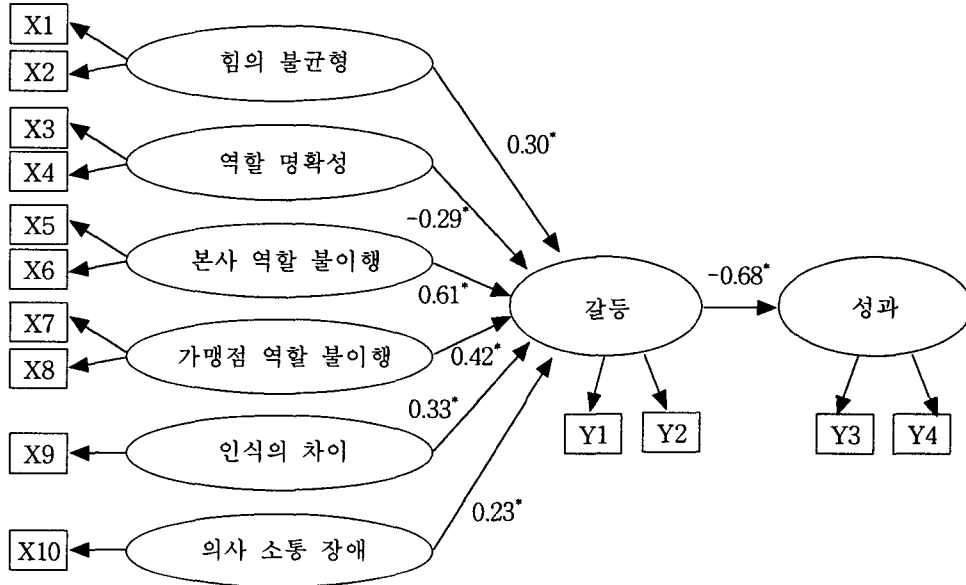 X1
X2
힘의 불균형
X3
X4
역할 명확성
0.30*
-0.29*
X5
X6
본사 역할 불이행
0.61*
X7
X8
가맹점 역할 불이행
0.42*
갈등
-0.68*
성과
Y1
Y2
Y3
Y4
X9
인식의 차이
0.33*
X10
의사 소통 장애
0.23*